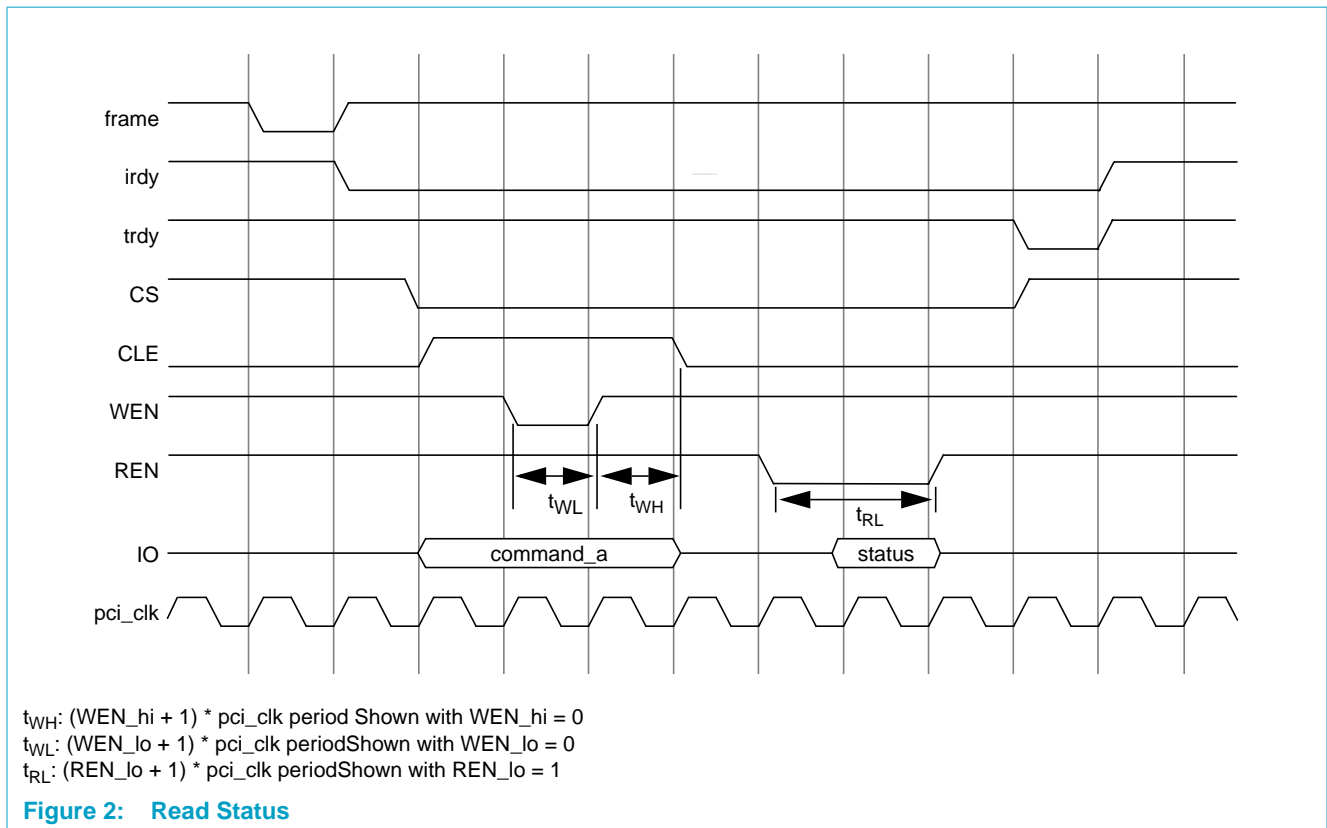 frame
irdy
trdy
CS
CLE
WEN
REN
tWL
tWH
tRL
IO
command_a
status
pci_clk
tWH: (WEN_hi + 1) * pci_clk period Shown with WEN_hi = 0
tWL: (WEN_lo + 1) * pci_clk periodShown with WEN_lo = 0
tRL: (REN_lo + 1) * pci_clk periodShown with REN_lo = 1
Figure 2: Read Status